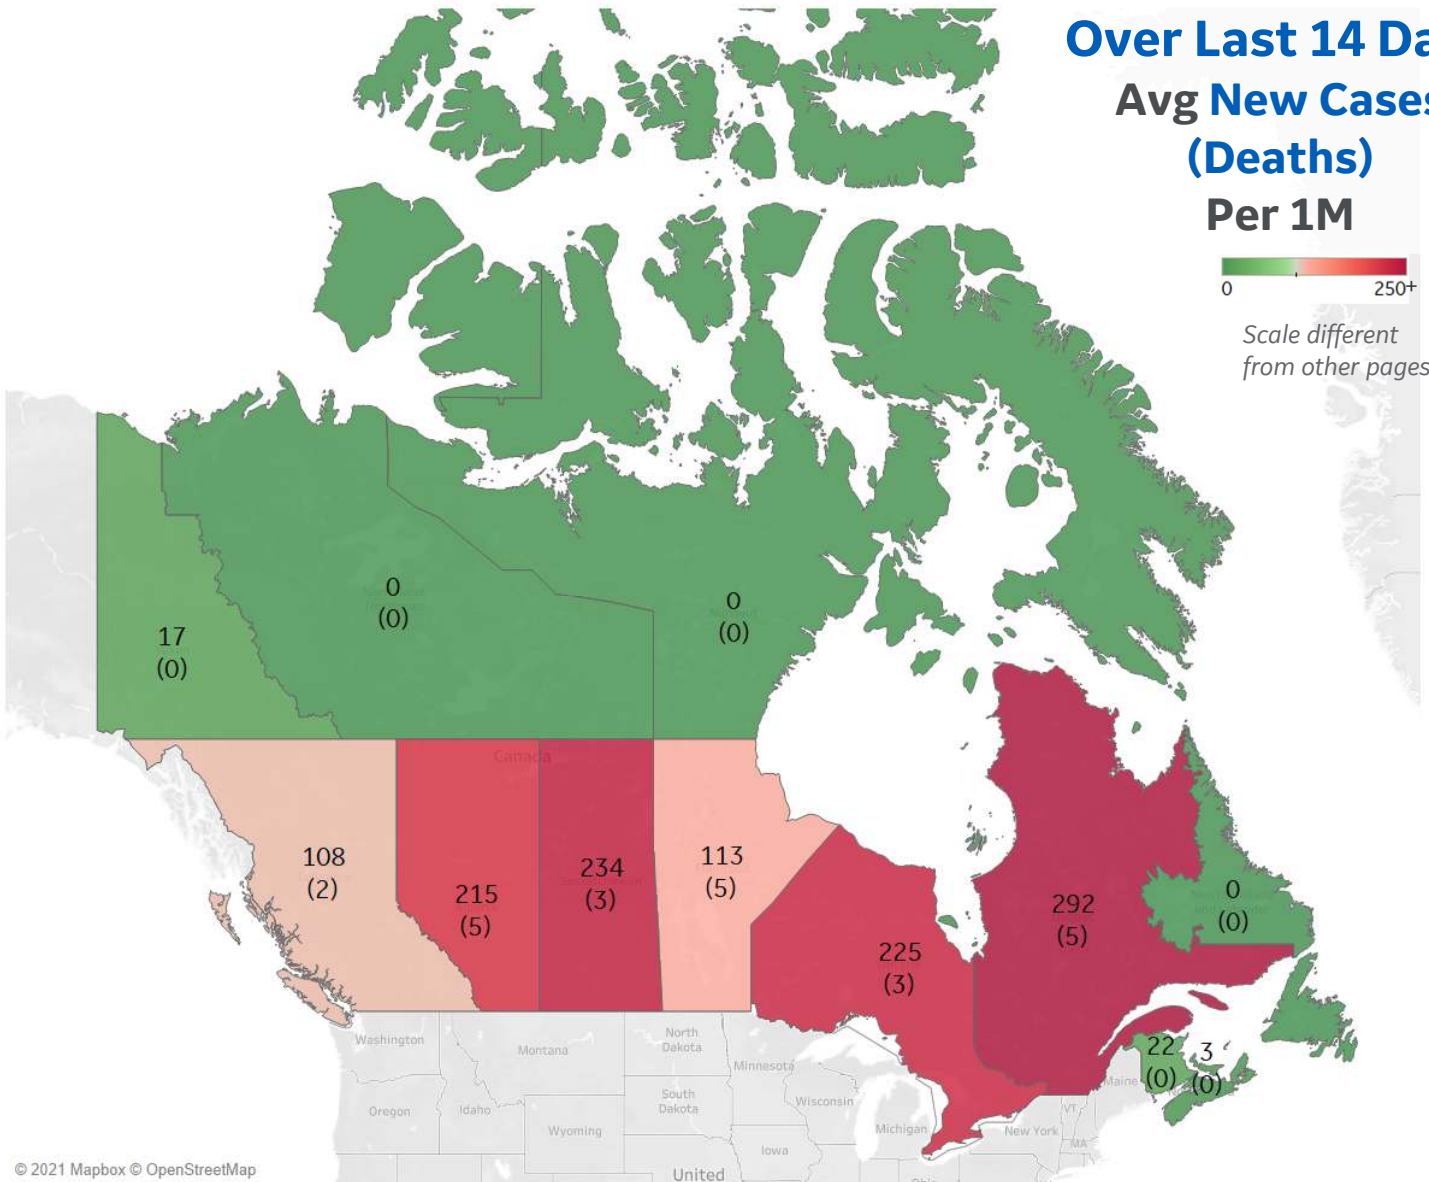 Over Last 14 Da
Avg New Cases
(Deaths)
Per 1M
0
250+
Scale different
from other pages
0
(0)
0
(0)
17
(0)
Canada
108
(2)
215
(5)
234
(3)
113
(5)
225
(3)
292
(5)
0
(0)
22
(0)
3
(0)
Washington
Montana
North
Dakota
Minnesota
Maine
Oregon
Idaho
South
Dakota
Wisconsin
Michigan
New York
VT
MA
Wyoming
Iowa
United
© 2021 Mapbox © OpenStreetMap